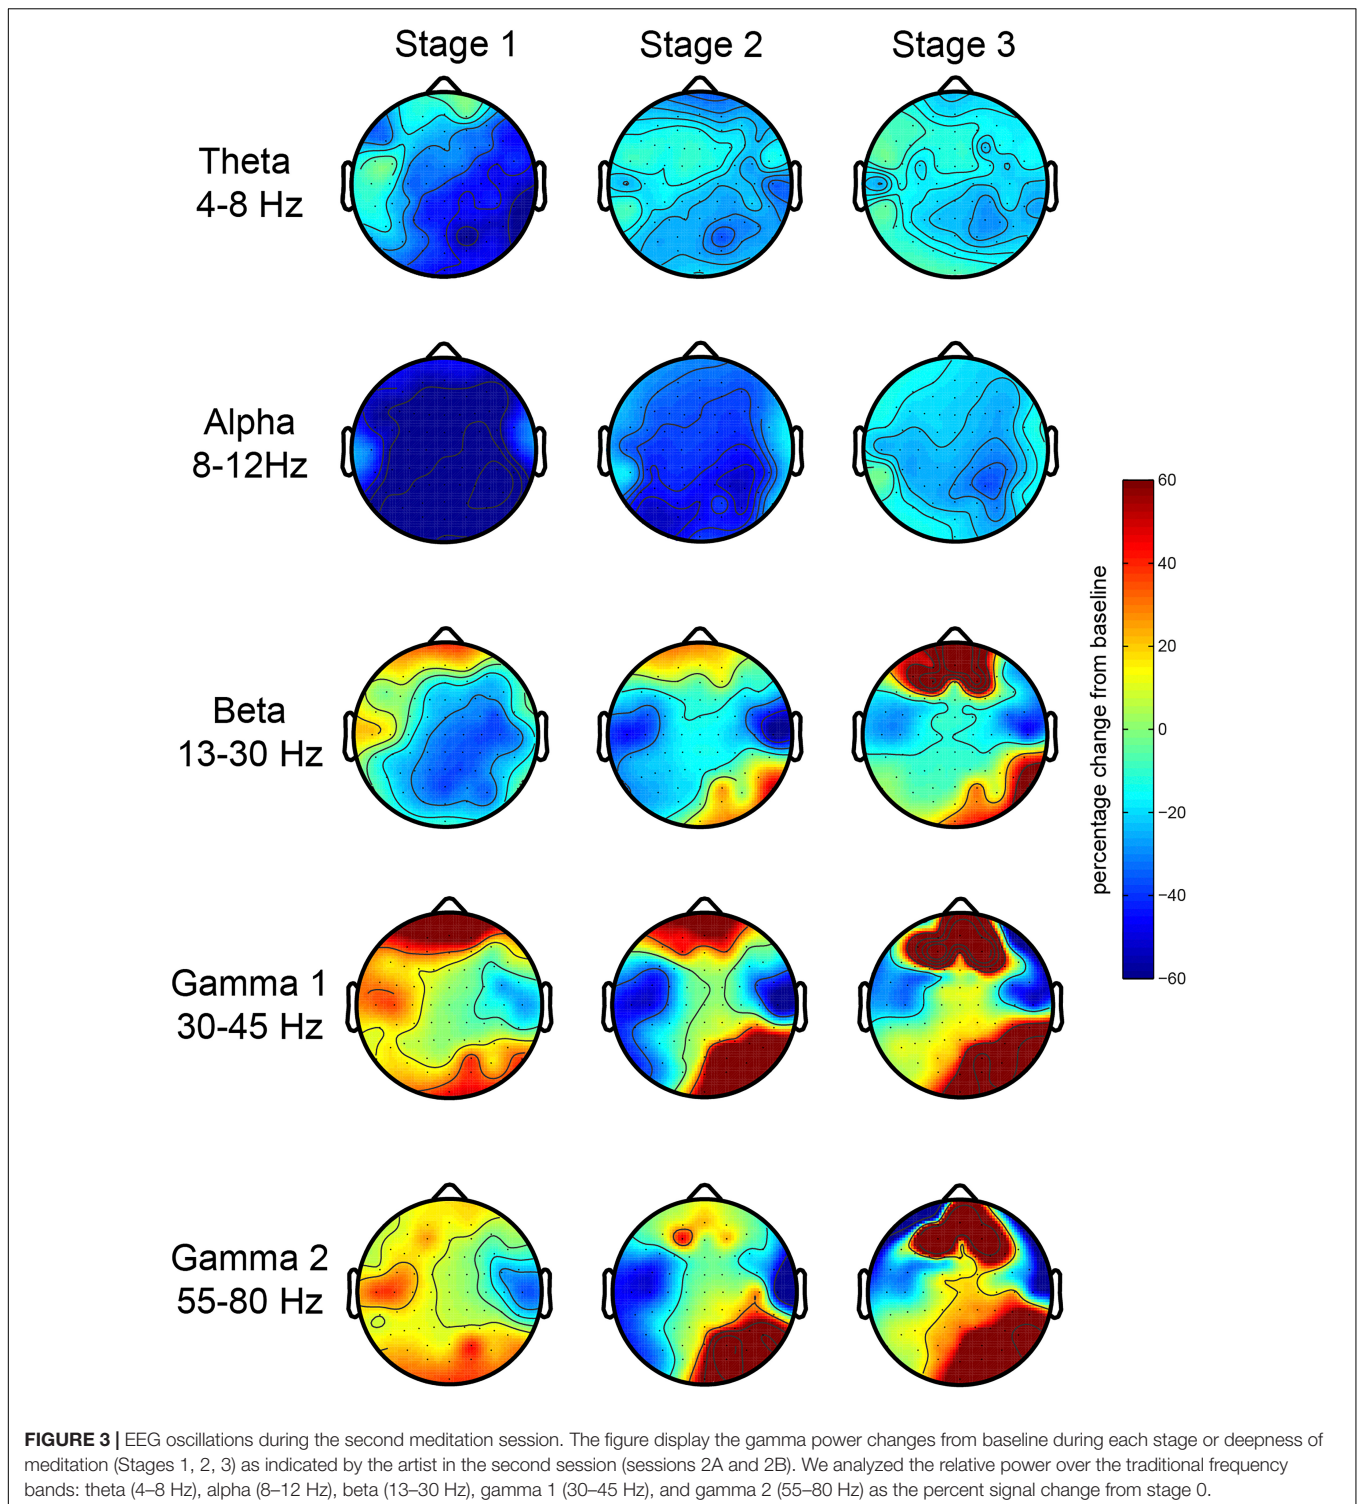 Stage 1 Stage 2 Stage 3
Theta
4-8 Hz
Alpha
8-12Hz
Beta
13-30 Hz
Gamma 1
30-45 Hz
Gamma 2
55-80 Hz
percentage change from baseline
60
40
20
0
−20
−40
−60
FIGURE 3 | EEG oscillations during the second meditation session. The figure display the gamma power changes from baseline during each stage or deepness of
meditation (Stages 1, 2, 3) as indicated by the artist in the second session (sessions 2A and 2B). We analyzed the relative power over the traditional frequency
bands: theta (4–8 Hz), alpha (8–12 Hz), beta (13–30 Hz), gamma 1 (30–45 Hz), and gamma 2 (55–80 Hz) as the percent signal change from stage 0.